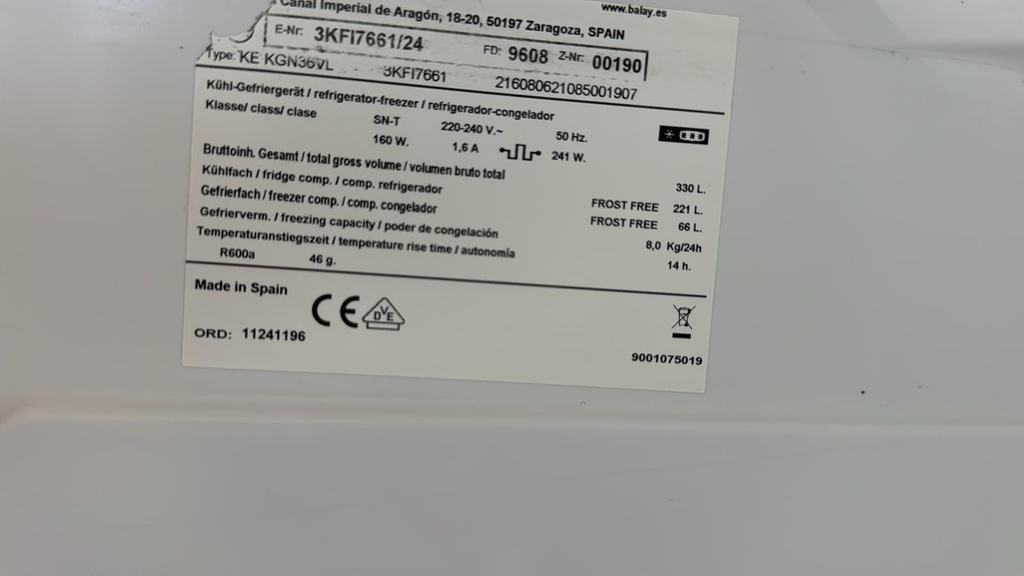 Canal Imperial de Aragón, 18-20, 50197 Zaragoza, SPAIN
www.balay.es
E-Nr: 3KFI7661/24 FD: 9608 Z-Nr: 00190
Type: KE KGN36VL 3KFI7661 216080621085001907
Kühl-Gefriergerät / refrigerator-freezer / refrigerador-congelador
Klasse/ class/ clase SN-T 220-240 V.~ 50 Hz.
160 W. 1,6 A 241 W.
Bruttoinh. Gesamt / total gross volume / volumen bruto total 330 L.
Kühlfach / fridge comp. / comp. refrigerador FROST FREE 221 L.
Gefrierfach / freezer comp. / comp. congelador FROST FREE 66 L.
Gefrierverm. / freezing capacity / poder de congelación 8,0 Kg/24h
Temperaturanstiegszeit / temperature rise time / autonomía 14 h.
R600a 46 g.
Made in Spain
CE DVE
ORD: 11241196
9001075019